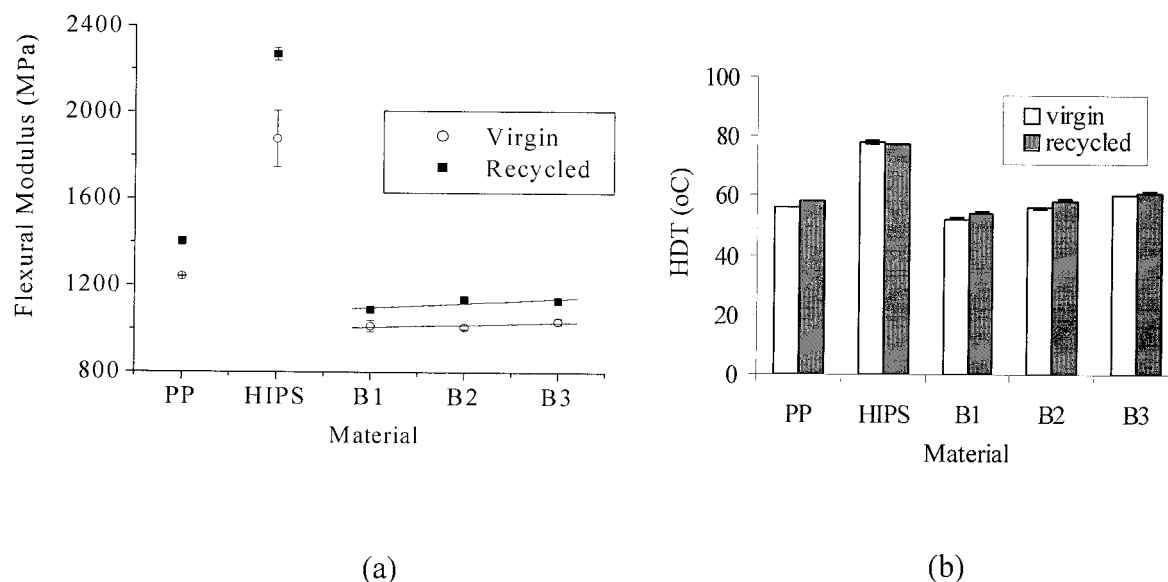 2400
2000
1600
1200
800
Flexural Modulus (MPa)
Virgin
Recycled
PP HIPS B1 B2 B3
Material
(a)
100
80
60
40
20
0
HDT (oC)
virgin
recycled
PP HIPS B1 B2 B3
Material
(b)